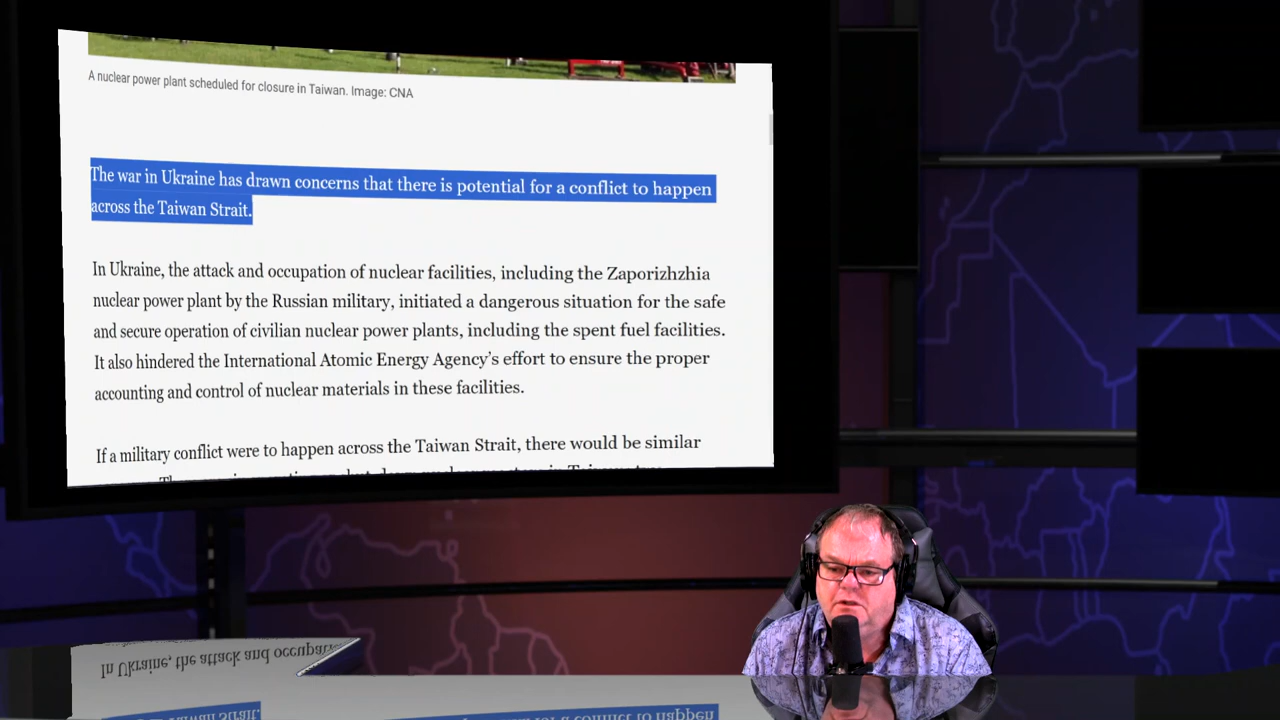 A nuclear power plant scheduled for closure in Taiwan. Image: CNA
The war in Ukraine has drawn concerns that there is potential for a conflict to happen
across the Taiwan Strait.
In Ukraine, the attack and occupation of nuclear facilities, including the Zaporizhzhia
nuclear power plant by the Russian military, initiated a dangerous situation for the safe
and secure operation of civilian nuclear power plants, including the spent fuel facilities.
It also hindered the International Atomic Energy Agency's effort to ensure the proper
accounting and control of nuclear materials in these facilities.
If a military conflict were to happen across the Taiwan Strait, there would be similar